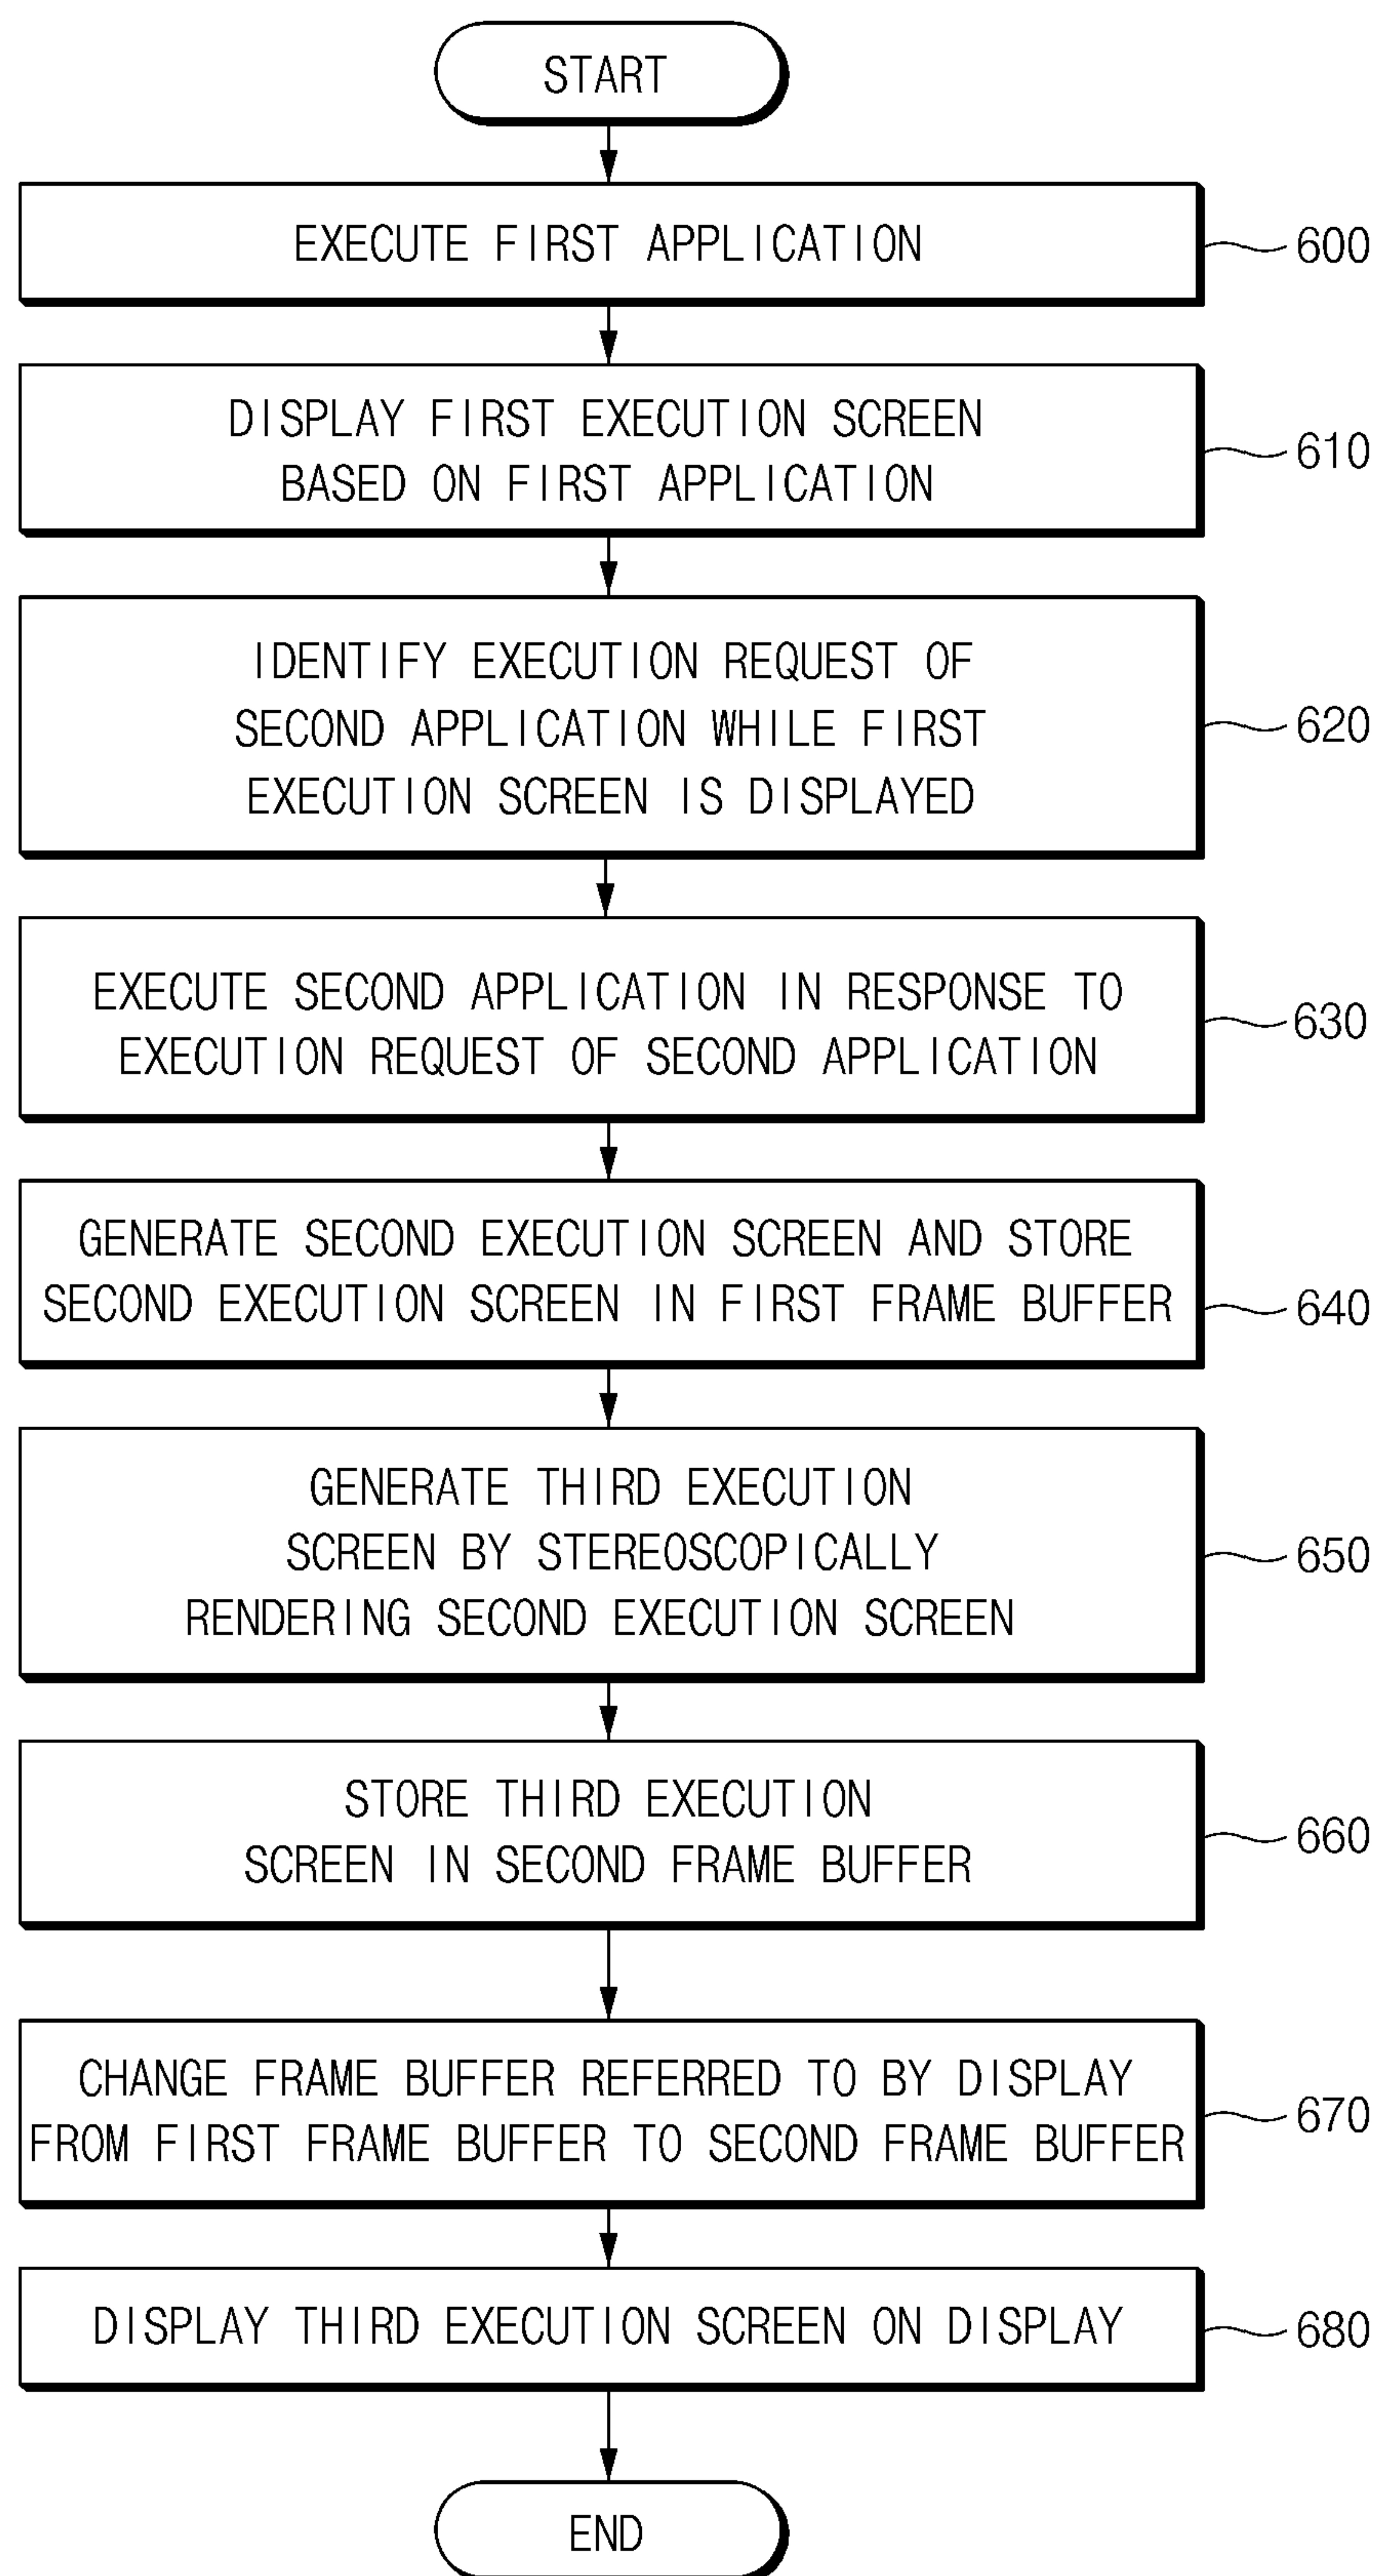 START
EXECUTE FIRST APPLICATION
600
DISPLAY FIRST EXECUTION SCREEN
BASED ON FIRST APPLICATION
610
IDENTIFY EXECUTION REQUEST OF
SECOND APPLICATION WHILE FIRST
EXECUTION SCREEN IS DISPLAYED
620
EXECUTE SECOND APPLICATION IN RESPONSE TO
EXECUTION REQUEST OF SECOND APPLICATION
630
GENERATE SECOND EXECUTION SCREEN AND STORE
SECOND EXECUTION SCREEN IN FIRST FRAME BUFFER
640
GENERATE THIRD EXECUTION
SCREEN BY STEREOSCOPICALLY
RENDERING SECOND EXECUTION SCREEN
650
STORE THIRD EXECUTION
SCREEN IN SECOND FRAME BUFFER
660
CHANGE FRAME BUFFER REFERRED TO BY DISPLAY
FROM FIRST FRAME BUFFER TO SECOND FRAME BUFFER
670
DISPLAY THIRD EXECUTION SCREEN ON DISPLAY
680
END